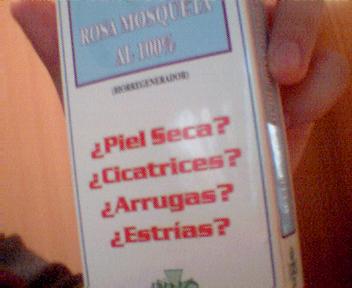 ROSA MOSQUETA
AL 100%
(BIORREGENERADOR)
¿Piel Seca?
¿Cicatrices?
¿Arrugas?
¿Estrías?